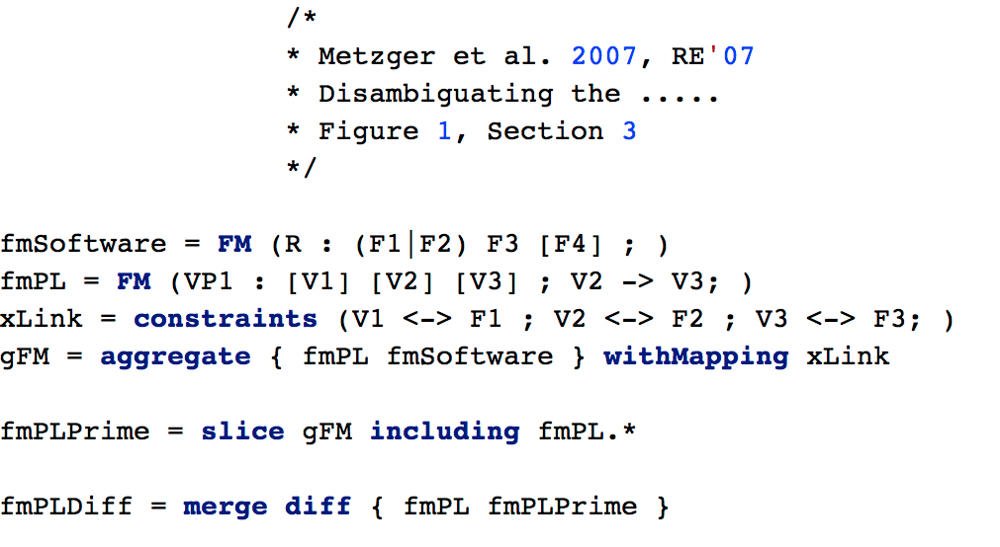 /*
* Metzger et al. 2007, RE'07
* Disambiguating the .....
* Figure 1, Section 3
*/
fmSoftware = FM (R : (F1|F2) F3 [F4] ; )
fmPL = FM (VP1 : [V1] [V2] [V3] ; V2 -> V3; )
xLink = constraints (V1 <-> F1 ; V2 <-> F2 ; V3 <-> F3; )
gFM = aggregate { fmPL fmSoftware } withMapping xLink
fmPLPrime = slice gFM including fmPL.*
fmPLDiff = merge diff { fmPL fmPLPrime }